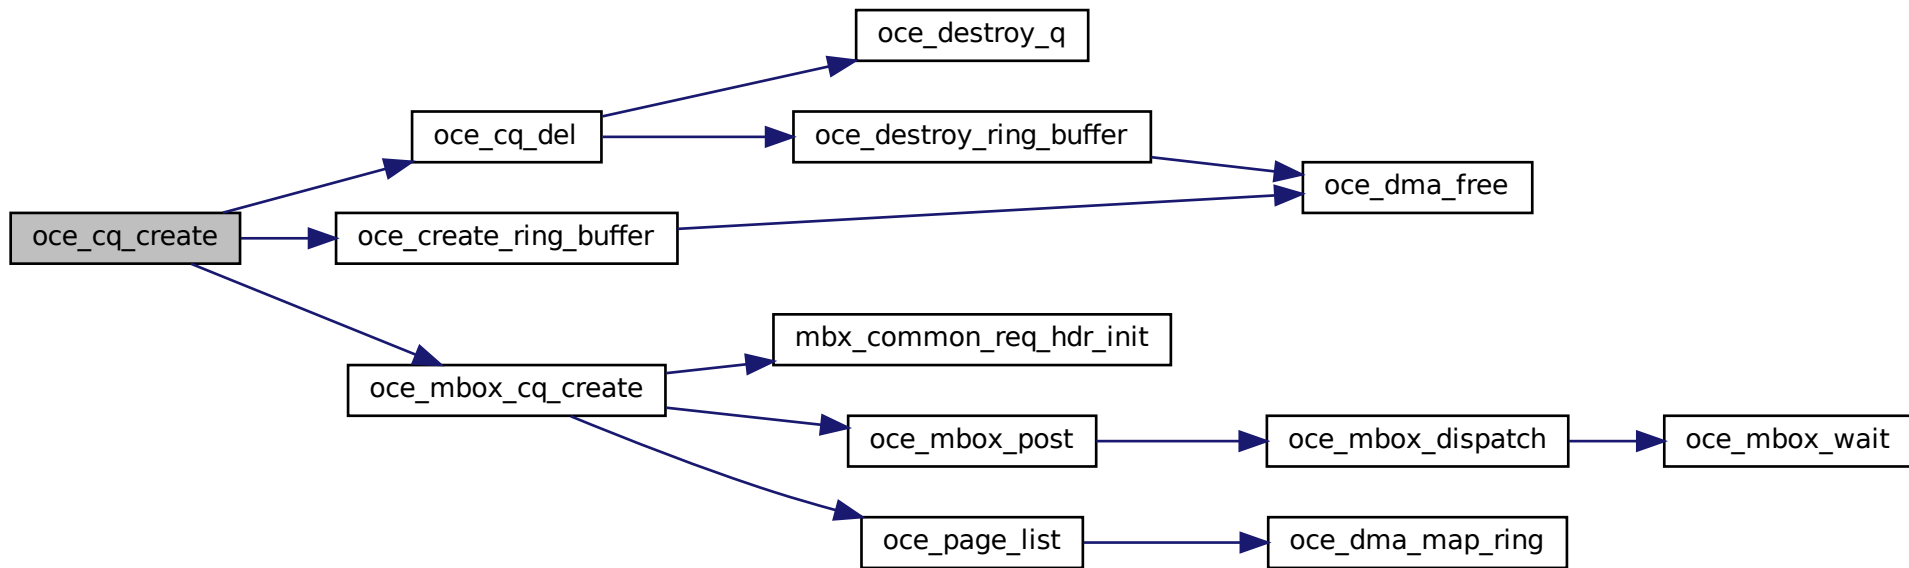 oce_destroy_q
oce_cq_del
oce_destroy_ring_buffer
oce_dma_free
oce_cq_create
oce_create_ring_buffer
mbx_common_req_hdr_init
oce_mbox_cq_create
oce_mbox_post
oce_mbox_dispatch
oce_mbox_wait
oce_page_list
oce_dma_map_ring